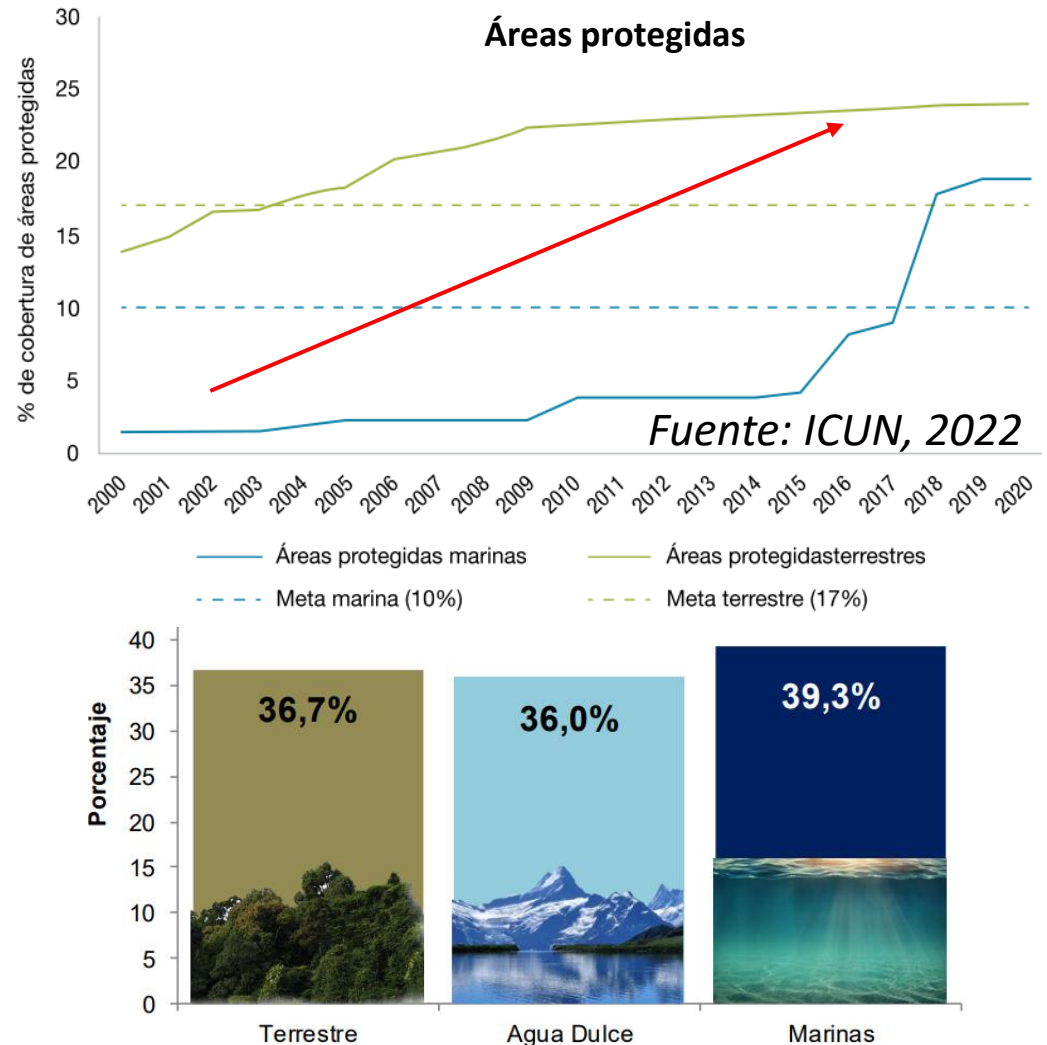 Áreas protegidas
% de cobertura de áreas protegidas
30
25
20
15
10
5
0
Fuente: ICUN, 2022
2000 2001 2002 2003 2004 2005 2006 2007 2008 2009 2010 2011 2012 2013 2014 2015 2016 2017 2018 2019 2020
Áreas protegidas marinas Áreas protegidasterrestres
Meta marina (10%) Meta terrestre (17%)
Porcentaje
40
35
30
25
20
15
10
5
0
36,7% 36,0% 39,3%
Terrestre Agua Dulce Marinas